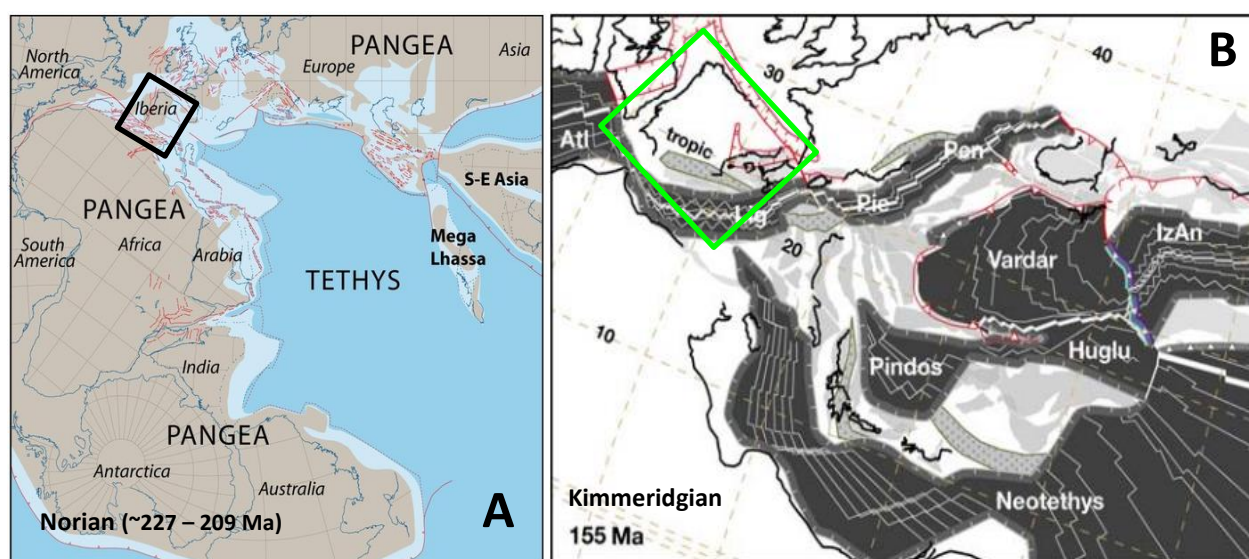 North
America
PANGEA
Asia
Europe
Iberia
S-E Asia
PANGEA
Mega
Lhassa
Africa
Arabia
South
America
TETHYS
India
PANGEA
Antarctica
Australia
Norian (~227 – 209 Ma)
A
B
40
30
Atl
tropic
Pen
Lig
Pie
20
IzAn
Vardar
10
Pindos
Huglu
Kimmeridgian
Neotethys
155 Ma